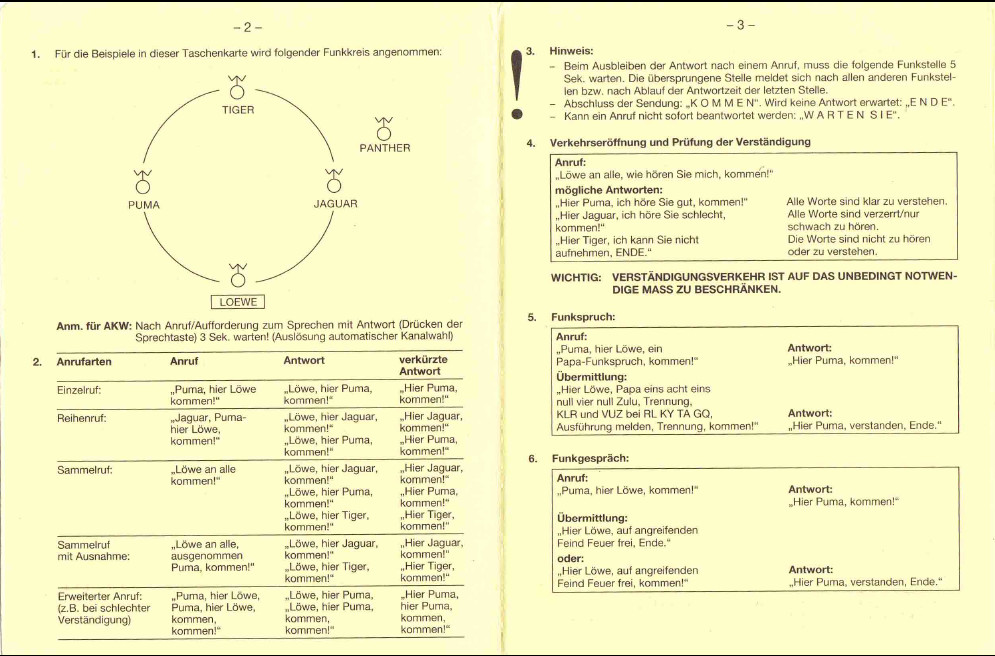 – 2 –
1. Für die Beispiele in dieser Taschenkarte wird folgender Funkkreis angenommen:
TIGER
PANTHER
PUMA
JAGUAR
LOEWE
Anm. für AKW: Nach Anruf/Aufforderung zum Sprechen mit Antwort (Drücken der
Sprechtaste) 3 Sek. warten! (Auslösung automatischer Kanalwahl)
2. Anrufarten Anruf Antwort verkürzte
Antwort
Einzelruf: „Puma, hier Löwe „Löwe, hier Puma, „Hier Puma,
kommen!“ kommen!“ kommen!“
Reihenruf: „Jaguar, Puma- „Löwe, hier Jaguar, „Hier Jaguar,
hier Löwe, kommen!“ kommen!“
kommen!“ „Löwe, hier Puma, „Hier Puma,
kommen!“ kommen!“
Sammelruf: „Löwe an alle „Löwe, hier Jaguar, „Hier Jaguar,
kommen!“ kommen!“ kommen!“
„Löwe, hier Puma, „Hier Puma,
kommen!“ kommen!“
„Löwe, hier Tiger, „Hier Tiger,
kommen!“ kommen!“
Sammelruf „Löwe an alle, „Löwe, hier Jaguar, „Hier Jaguar,
mit Ausnahme: ausgenommen kommen!“ kommen!“
Puma, kommen!“ „Löwe, hier Tiger, „Hier Tiger,
kommen!“ kommen!“
Erweiterter Anruf: „Puma, hier Löwe, „Löwe, hier Puma, „Hier Puma,
(z.B. bei schlechter Puma, hier Löwe, „Löwe, hier Puma, hier Puma,
Verständigung) kommen, kommen, kommen,
kommen!“ kommen!“ kommen!“
– 3 –
! 3. Hinweis:
– Beim Ausbleiben der Antwort nach einem Anruf, muss die folgende Funkstelle 5
Sek. warten. Die übersprungene Stelle meldet sich nach allen anderen Funkstel-
len bzw. nach Ablauf der Antwortzeit der letzten Stelle.
– Abschluss der Sendung: „K O M M E N“. Wird keine Antwort erwartet: „E N D E“.
– Kann ein Anruf nicht sofort beantwortet werden: „W A R T E N S I E“.
4. Verkehrseröffnung und Prüfung der Verständigung
Anruf:
„Löwe an alle, wie hören Sie mich, kommen!“
mögliche Antworten:
„Hier Puma, ich höre Sie gut, kommen!“ Alle Worte sind klar zu verstehen.
„Hier Jaguar, ich höre Sie schlecht, Alle Worte sind verzerrt/nur
kommen!“ schwach zu hören.
„Hier Tiger, ich kann Sie nicht Die Worte sind nicht zu hören
aufnehmen, ENDE.“ oder zu verstehen.
WICHTIG: VERSTÄNDIGUNGSVERKEHR IST AUF DAS UNBEDINGT NOTWEN-
DIGE MASS ZU BESCHRÄNKEN.
5. Funkspruch:
Anruf:
„Puma, hier Löwe, ein Antwort:
Papa-Funkspruch, kommen!“ „Hier Puma, kommen!“
Übermittlung:
„Hier Löwe, Papa eins acht eins
null vier null Zulu, Trennung,
KLR und VUZ bei RL KY TA GQ, Antwort:
Ausführung melden, Trennung, kommen!“ „Hier Puma, verstanden, Ende.“
6. Funkgespräch:
Anruf:
„Puma, hier Löwe, kommen!“ Antwort:
„Hier Puma, kommen!“
Übermittlung:
„Hier Löwe, auf angreifenden
Feind Feuer frei, Ende.“
oder:
„Hier Löwe, auf angreifenden Antwort:
Feind Feuer frei, kommen!“ „Hier Puma, verstanden, Ende.“